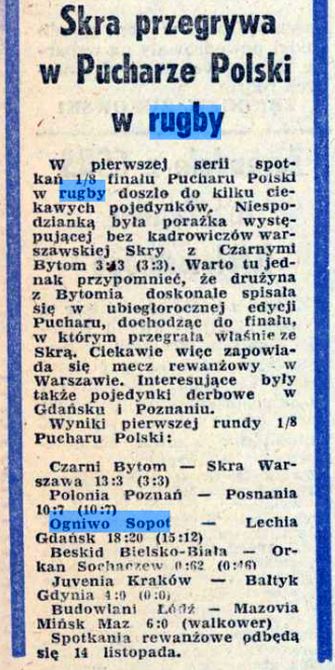 Skra przegrywa
w Pucharze Polski
w rugby
W pierwszej serii spot-
kań 1/8 finału Pucharu Polski
w rugby doszło do kilku cie-
kawych pojedynków. Niespo-
dzianką była porażka wystę-
pującej bez kadrowiczów war-
szawskiej Skry z Czarnymi
Bytom (3:3). Warto tu jed-
nak przypomnieć, że drużyna
z Bytomia doskonale spisała
się w ubiegłorocznej edycji
Pucharu, dochodząc do finału,
w którym przegrała właśnie ze
Skrą. Ciekawie więc zapowia-
da się mecz rewanżowy w
Warszawie. Interesujące były
także pojedynki derbowe w
Gdańsku i Poznaniu.
Wyniki pierwszej rundy 1/8
Pucharu Polski:
Czarni Bytom — Skra War-
szawa 13:3 (3:3)
Polonia Poznań — Posnania
10:7 (10:7)
Ogniwo Sopot — Lechia
Gdańsk 18:20 (15:12)
Beskid Bielsko-Biała — Or-
kan Sochaczew 0:62
Juvenia Kraków — Bałtyk
Gdynia 4:0 (0:0)
Budowlani Łódź — Mazovia
Mińsk Maz 6:0 (walkower)
Spotkania rewanżowe odbędą
się 14 listopada.